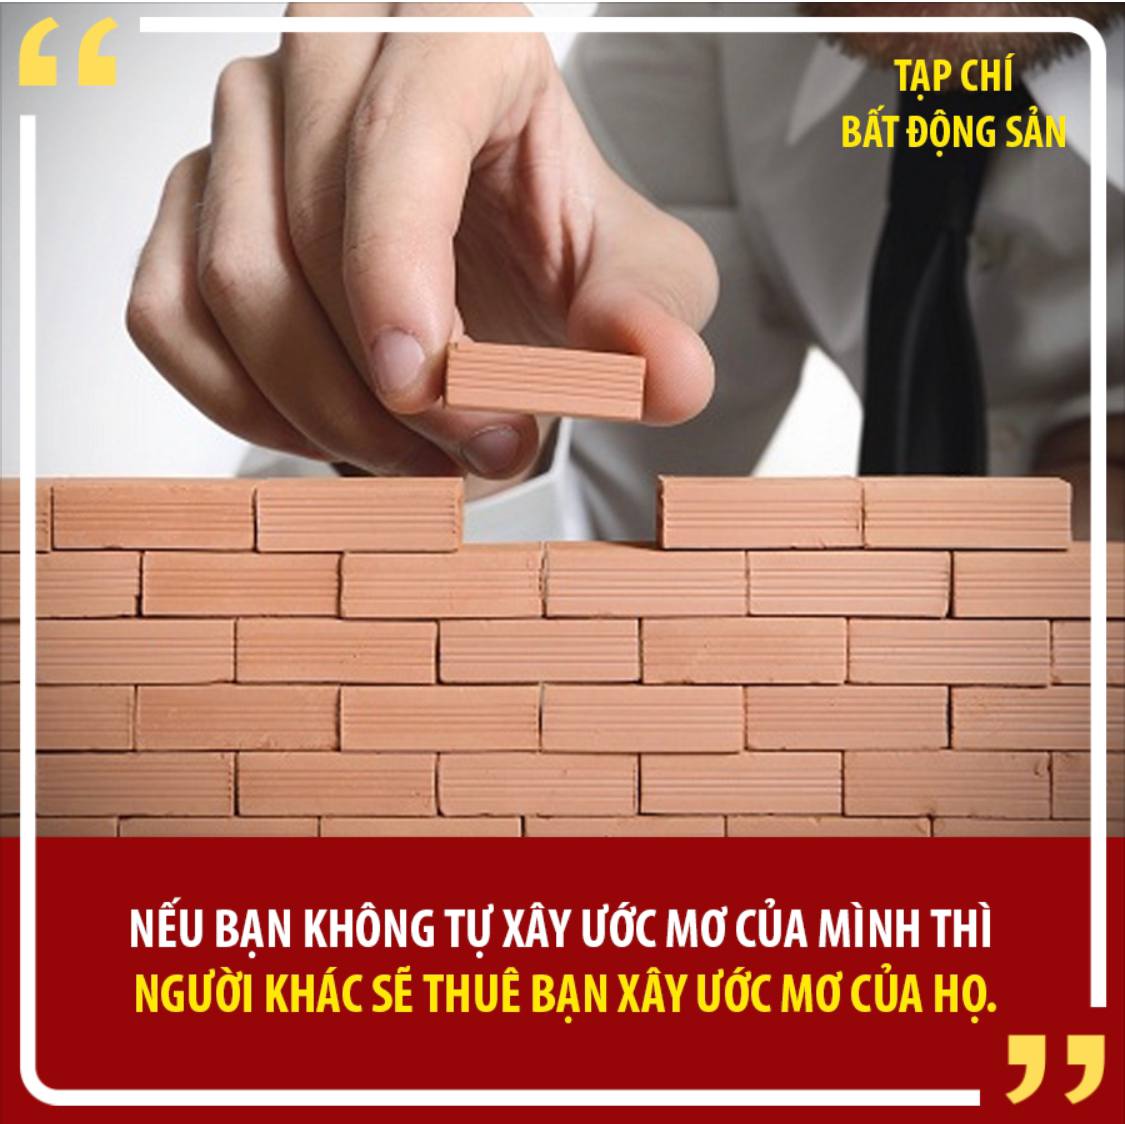 TẠP CHÍ
BẤT ĐỘNG SẢN
NẾU BẠN KHÔNG TỰ XÂY ƯỚC MƠ CỦA MÌNH THÌ
NGƯỜI KHÁC SẼ THUÊ BẠN XÂY ƯỚC MƠ CỦA HỌ.